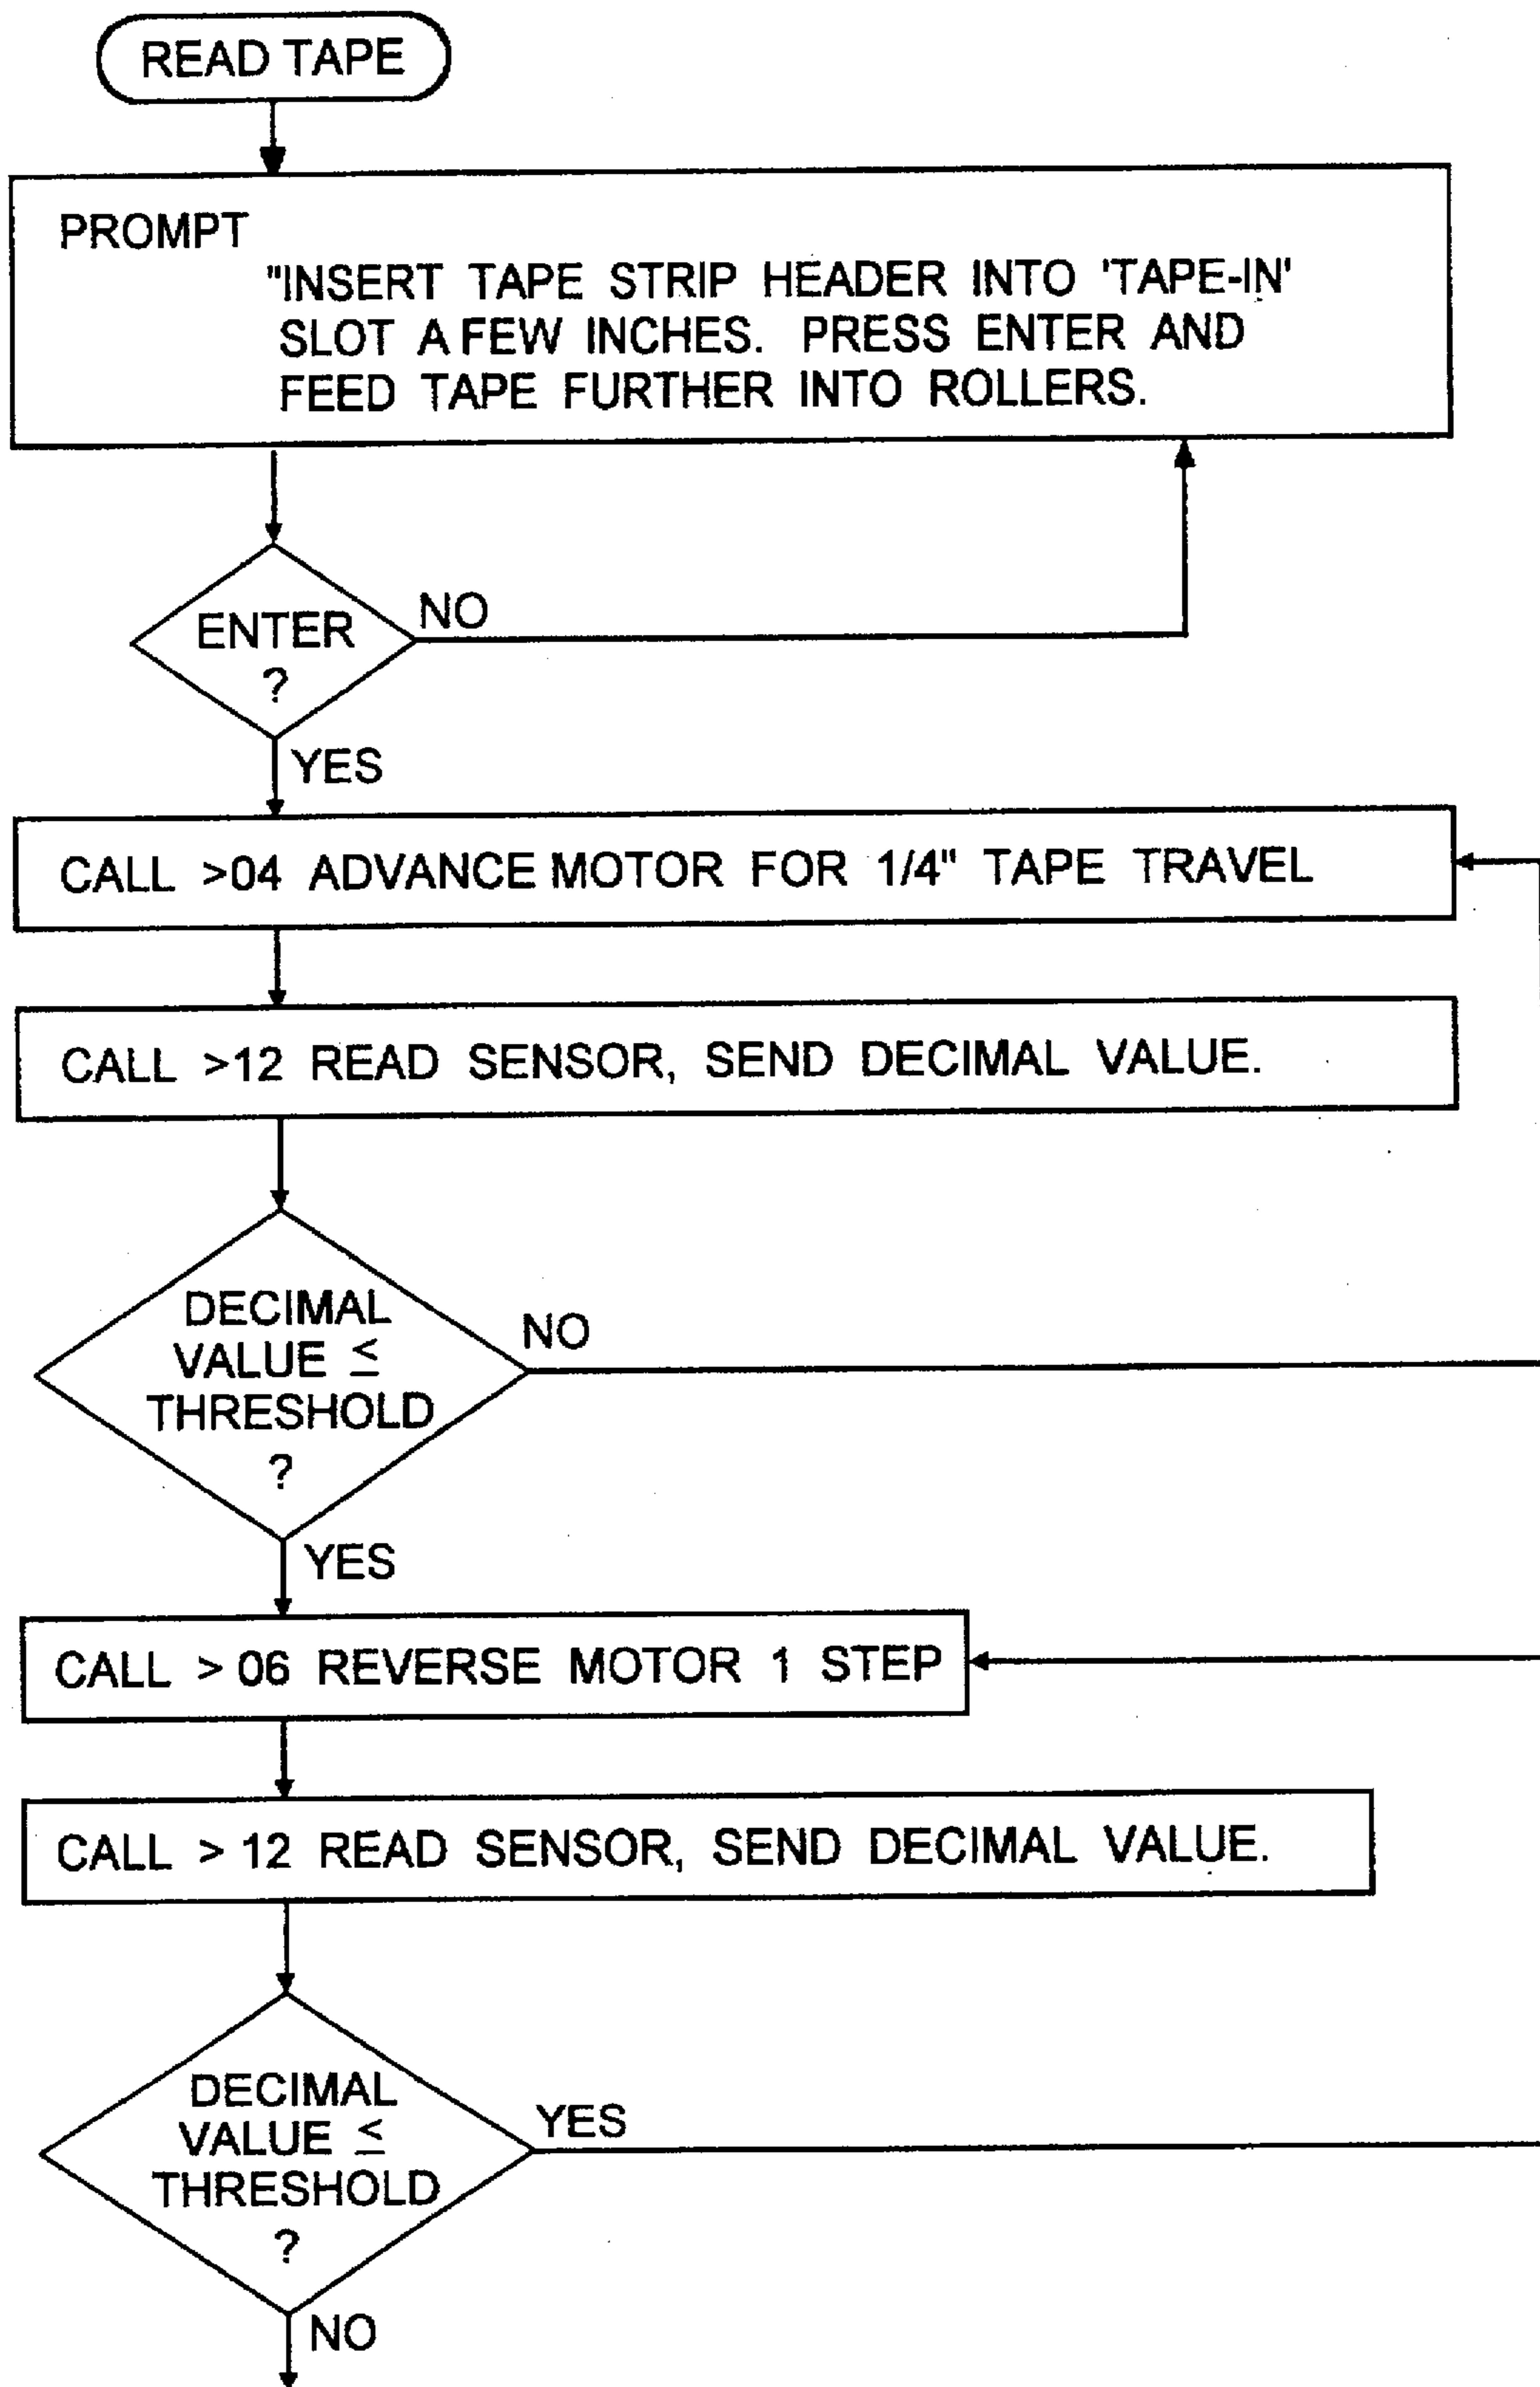 READ TAPE
PROMPT
"INSERT TAPE STRIP HEADER INTO 'TAPE-IN'
SLOT A FEW INCHES. PRESS ENTER AND
FEED TAPE FURTHER INTO ROLLERS.
ENTER
?
NO
YES
CALL >04 ADVANCE MOTOR FOR 1/4" TAPE TRAVEL
CALL >12 READ SENSOR, SEND DECIMAL VALUE.
DECIMAL
VALUE ≤
THRESHOLD
?
NO
YES
CALL > 06 REVERSE MOTOR 1 STEP
CALL > 12 READ SENSOR, SEND DECIMAL VALUE.
DECIMAL
VALUE ≤
THRESHOLD
?
YES
NO